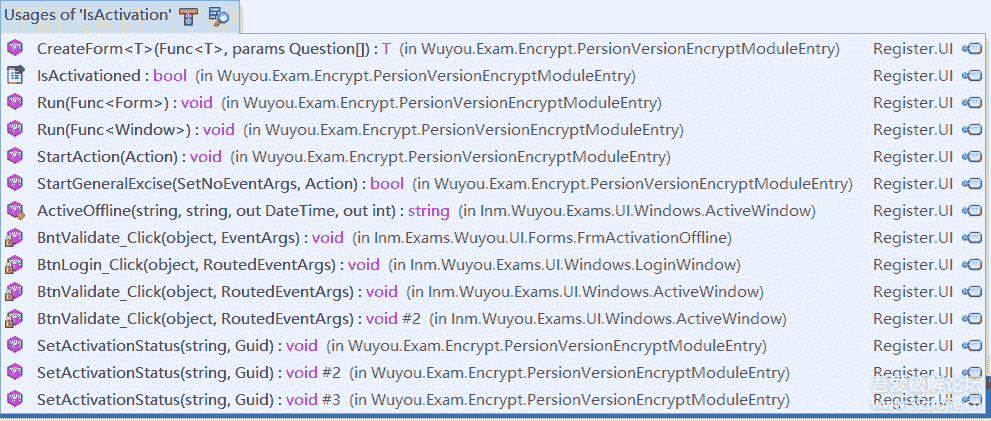 Usages of 'IsActivation'
CreateForm<T>(Func<T>, params Question[]) : T (in Wuyou.Exam.Encrypt.PersionVersionEncryptModuleEntry) Register.UI
IsActivationed : bool (in Wuyou.Exam.Encrypt.PersionVersionEncryptModuleEntry) Register.UI
Run(Func<Form>) : void (in Wuyou.Exam.Encrypt.PersionVersionEncryptModuleEntry) Register.UI
Run(Func<Window>) : void (in Wuyou.Exam.Encrypt.PersionVersionEncryptModuleEntry) Register.UI
StartAction(Action) : void (in Wuyou.Exam.Encrypt.PersionVersionEncryptModuleEntry) Register.UI
StartGeneralExcise(SetNoEventArgs, Action) : bool (in Wuyou.Exam.Encrypt.PersionVersionEncryptModuleEntry) Register.UI
ActiveOffline(string, string, out DateTime, out int) : string (in Inm.Wuyou.Exams.UI.Windows.ActiveWindow) Register.UI
BntValidate_Click(object, EventArgs) : void (in Inm.Exams.Wuyou.UI.Forms.FrmActivationOffline) Register.UI
BtnLogin_Click(object, RoutedEventArgs) : void (in Inm.Wuyou.Exams.UI.Windows.LoginWindow) Register.UI
BtnValidate_Click(object, RoutedEventArgs) : void (in Inm.Wuyou.Exams.UI.Windows.ActiveWindow) Register.UI
BtnValidate_Click(object, RoutedEventArgs) : void #2 (in Inm.Wuyou.Exams.UI.Windows.ActiveWindow) Register.UI
SetActivationStatus(string, Guid) : void (in Wuyou.Exam.Encrypt.PersionVersionEncryptModuleEntry) Register.UI
SetActivationStatus(string, Guid) : void #2 (in Wuyou.Exam.Encrypt.PersionVersionEncryptModuleEntry) Register.UI
SetActivationStatus(string, Guid) : void #3 (in Wuyou.Exam.Encrypt.PersionVersionEncryptModuleEntry) Register.UI
吾爱破解论坛